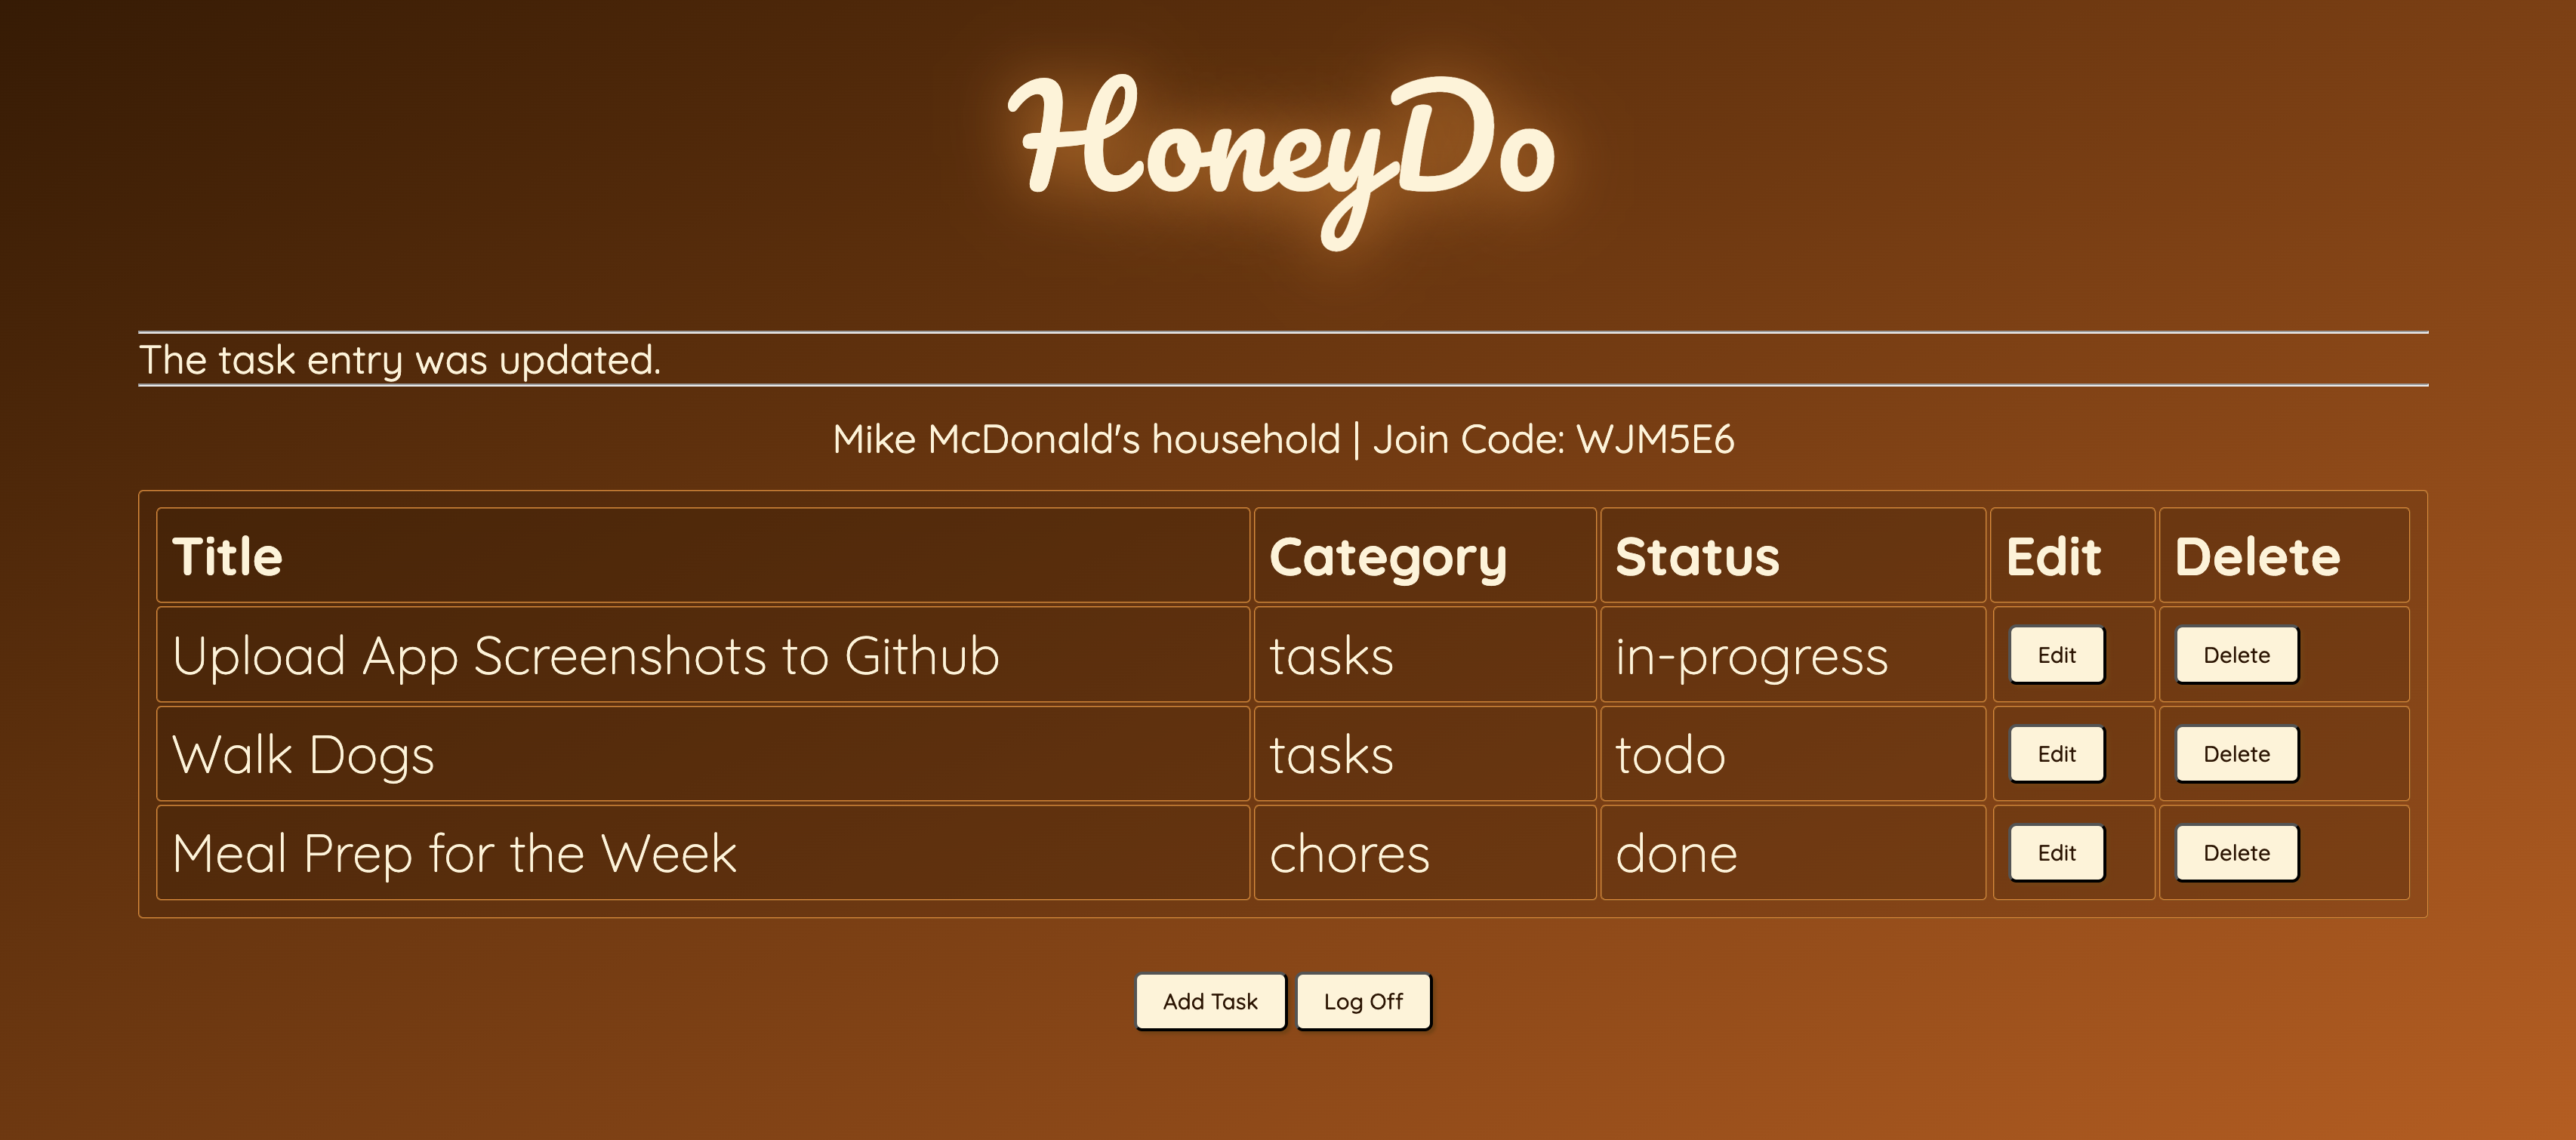 HoneyDo
The task entry was updated.
Mike McDonald's household | Join Code: WJM5E6
Title Category Status Edit Delete
Upload App Screenshots to Github tasks in-progress Edit Delete
Walk Dogs tasks todo Edit Delete
Meal Prep for the Week chores done Edit Delete
Add Task Log Off